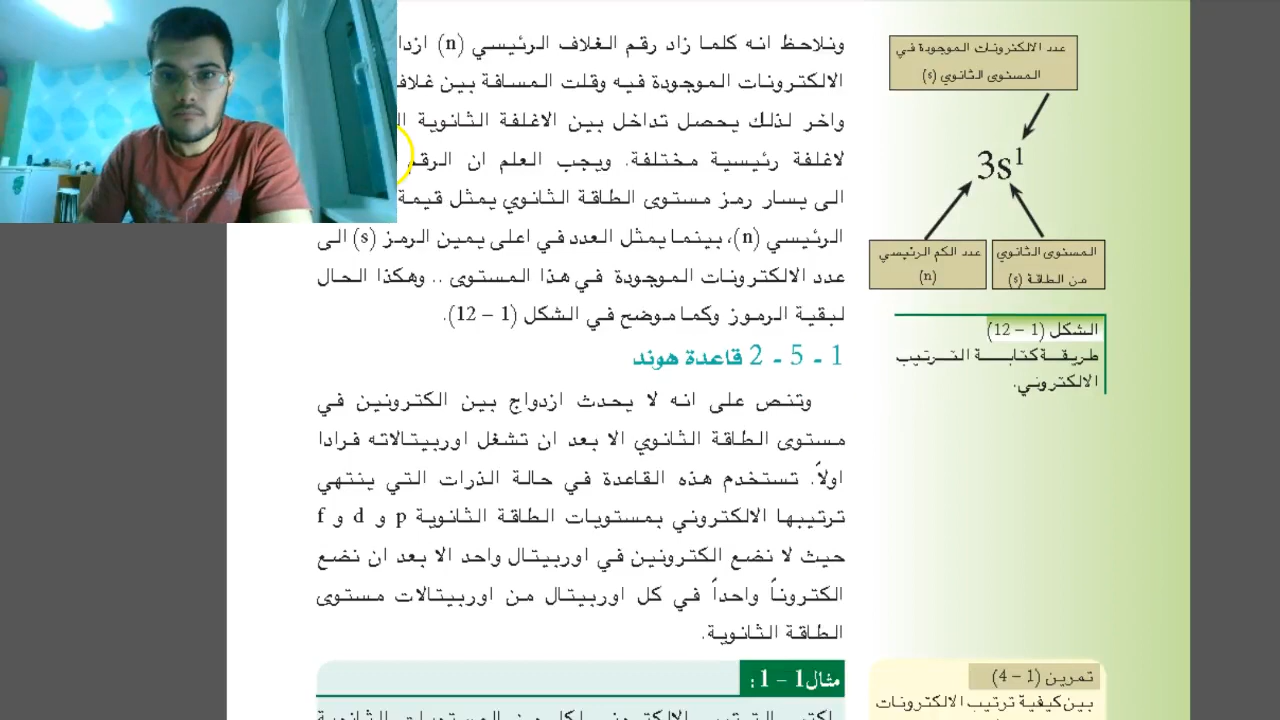 ونلاحظ انه كلما زاد رقم الغلاف الرئيسي (n)
الالكترونات الموجودة فيه وقلت المسافة بين
واخر لذلك يحصل تداخل بين الاغلفة الثانوية
لاغلفة رئيسية مختلفة. ويجب العلم ان الرقم
الى يسار رمز مستوى الطاقة الثانوي يمثل قيمة
الرئيسي (n)، بينما يمثل العدد في اعلى يمين الرمز (s) الى
عدد الالكترونات الموجودة في هذا المستوى .. وهكذا الحال
لبقية الرموز وكما موضح في الشكل (1 – 12).
1 - 5 - 2 قاعدة هوند
وتنص على انه لا يحدث ازدواج بين الكترونين في
مستوى الطاقة الثانوي الا بعد ان تشغل اوربيتالاته فرادا
اولاً. تستخدم هذه القاعدة في حالة الذرات التي ينتهي
ترتيبها الالكتروني بمستويات الطاقة الثانوية p و d و f
حيث لا نضع الكترونين في اوربيتال واحد الا بعد ان نضع
الكتروناً واحداً في كل اوربيتال من اوربيتالات مستوى
الطاقة الثانوية.
مثال 1 – 1 :
عدد الالكترونات الموجودة في
المستوى الثانوي (s)
3s¹
عدد الكم الرئيسي
(n)
المستوى الثانوي
من الطاقة (s)
الشكل (1 – 12)
طريقة كتابة الترتيب
الالكتروني.
تمرين (1 – 4)
بين كيفية ترتيب الالكترونات